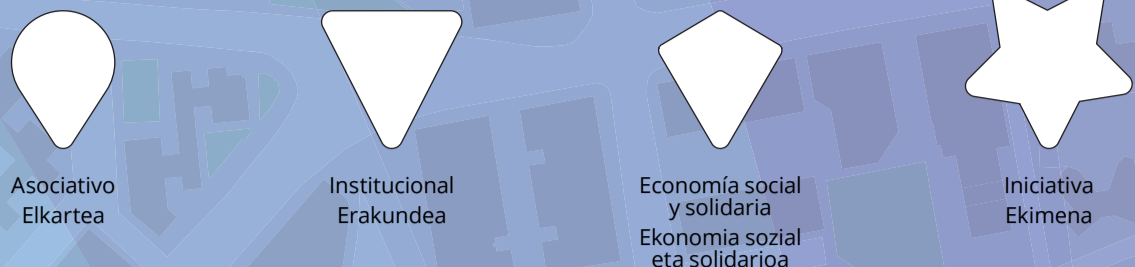 Asociativo
Elkartea
Institucional
Erakundea
Economía social
y solidaria
Ekonomia sozial
eta solidarioa
Iniciativa
Ekimena